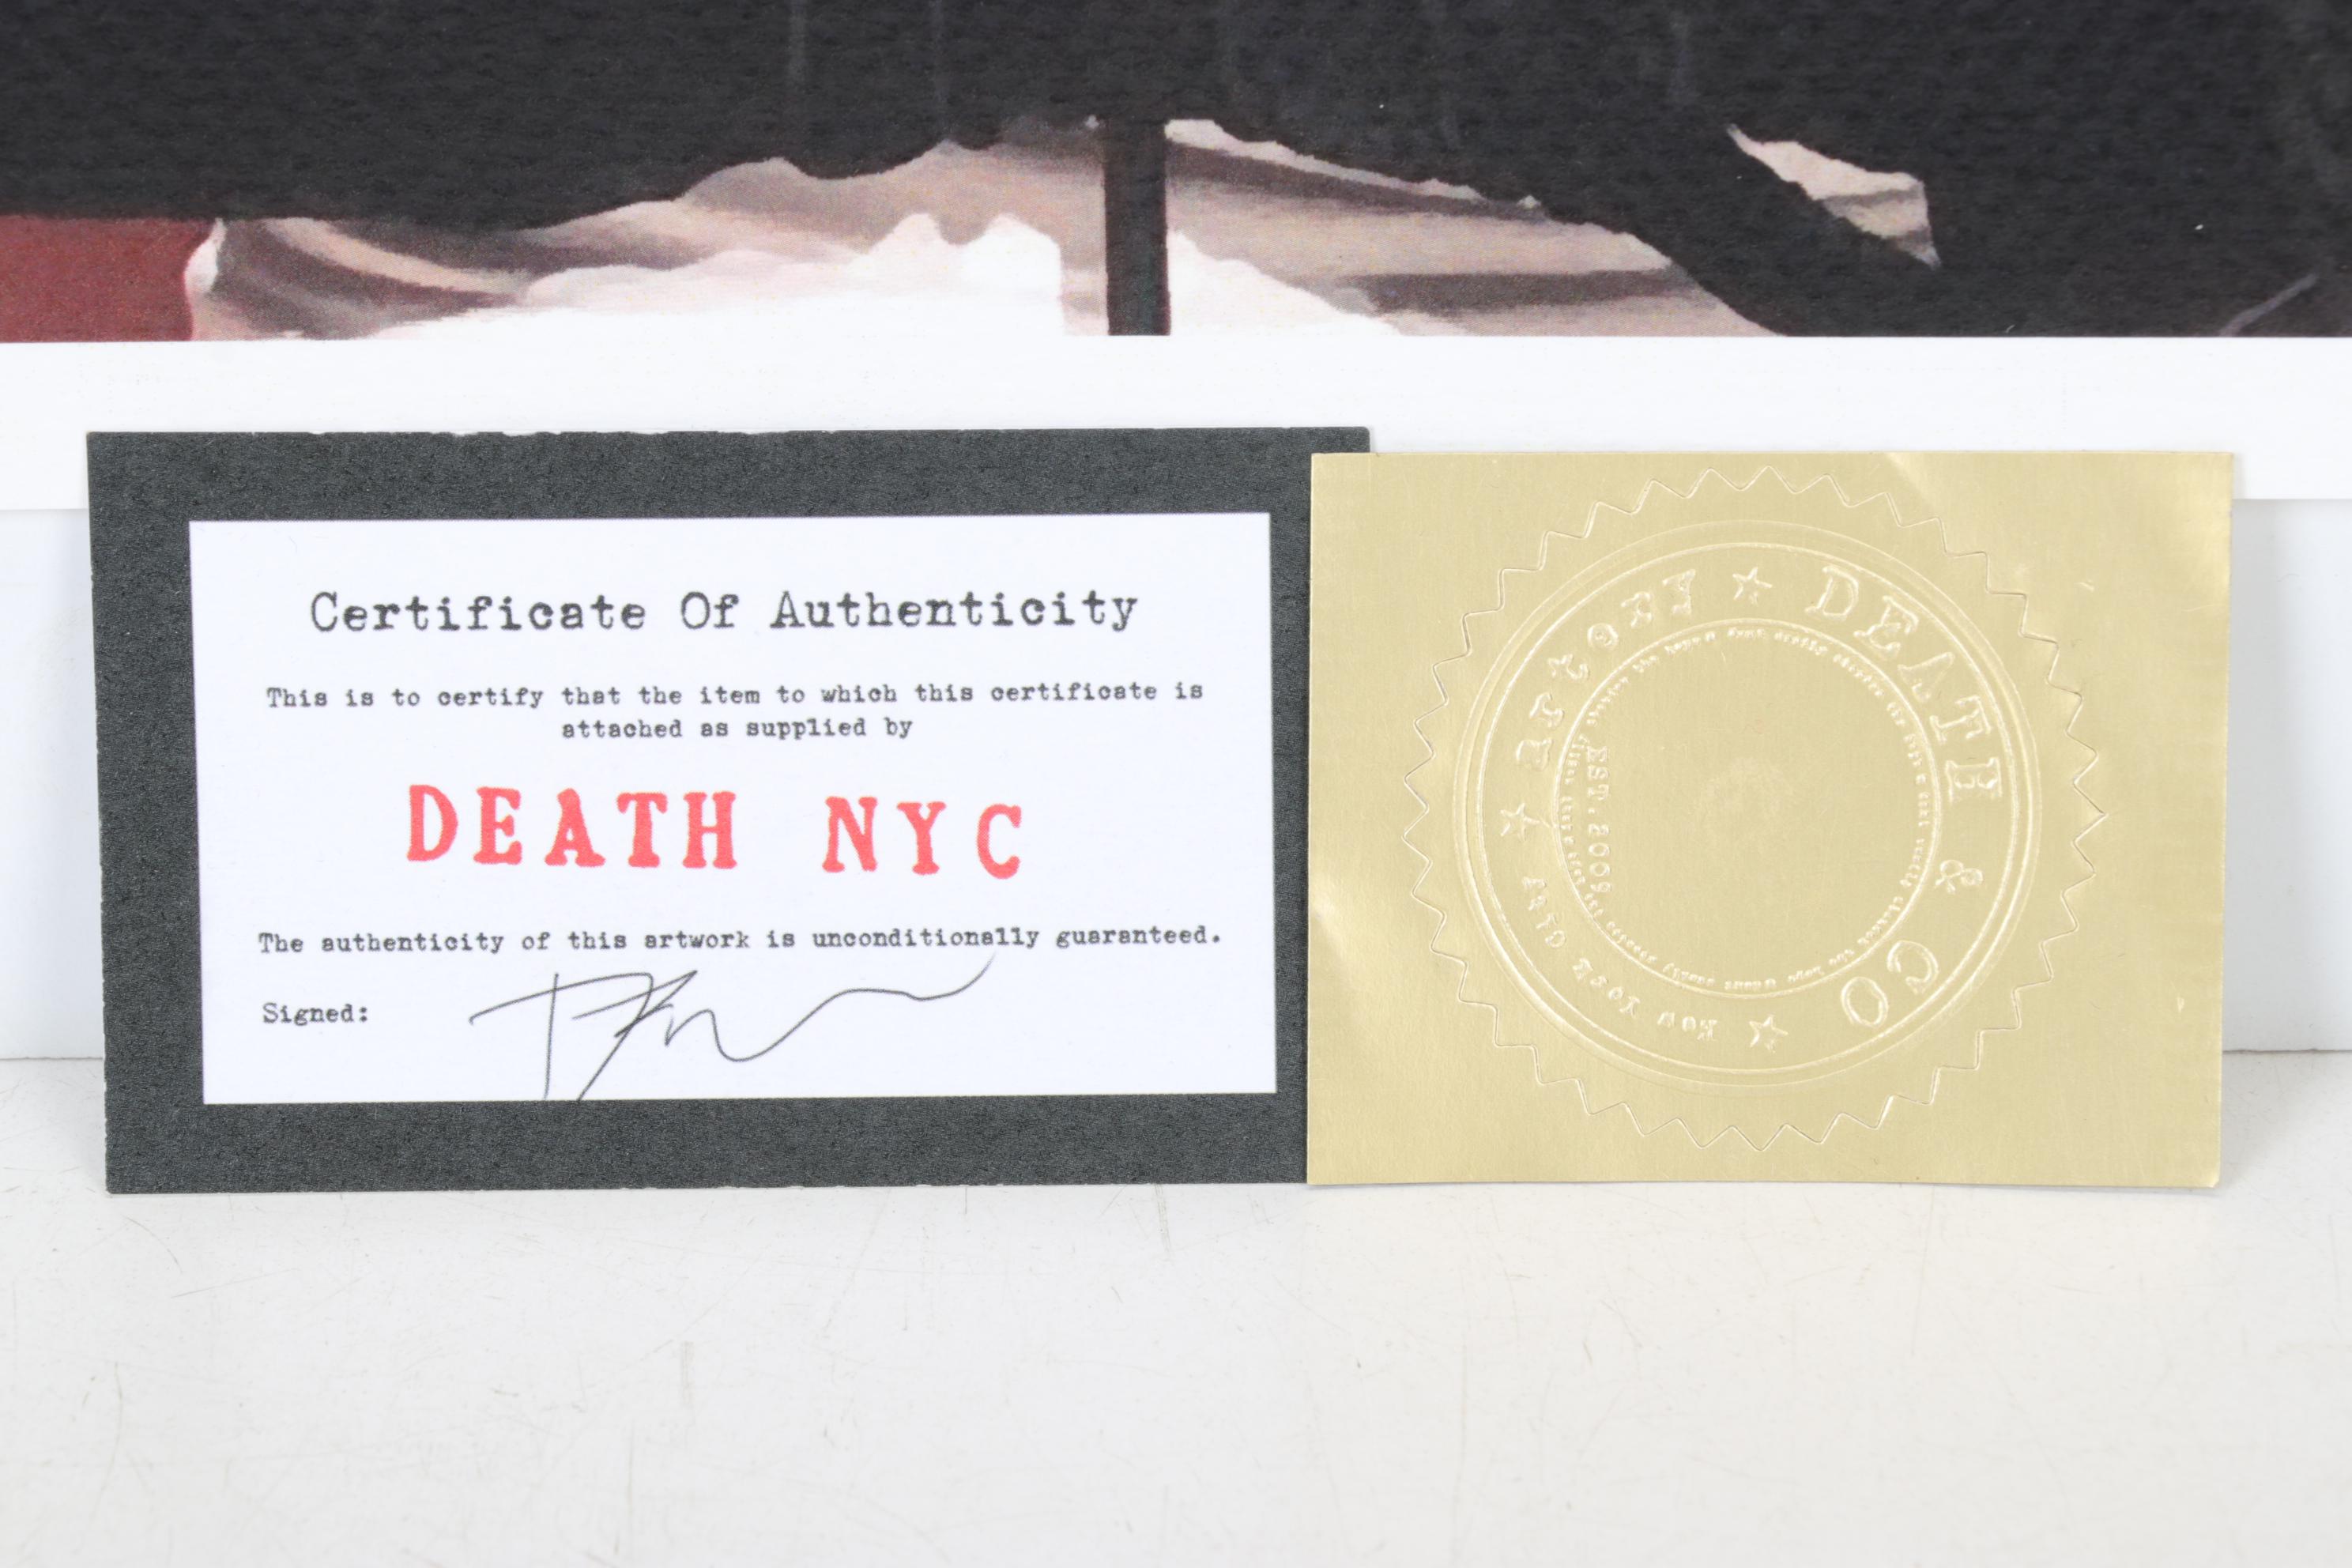 Certificate Of Authenticity
This is to certify that the item to which this certificate is
attached as supplied by
DEATH NYC
The authenticity of this artwork is unconditionally guaranteed.
Signed:
DEATH & CO
New York City
artory
EST. 2009